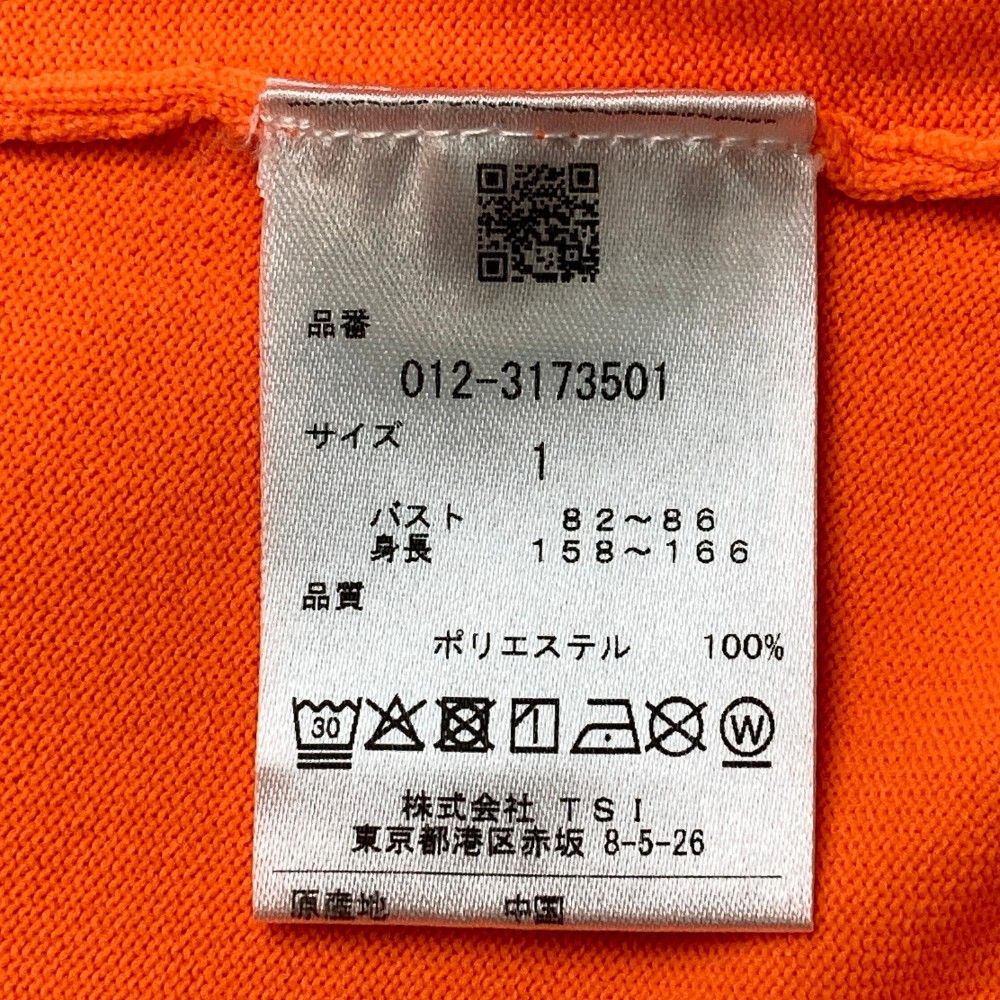 品番
012-3173501
サイズ
1
バスト 82～86
身長 158～166
品質
ポリエステル 100%
30
W
株式会社 TSI
東京都港区赤坂 8-5-26
原産地 中国